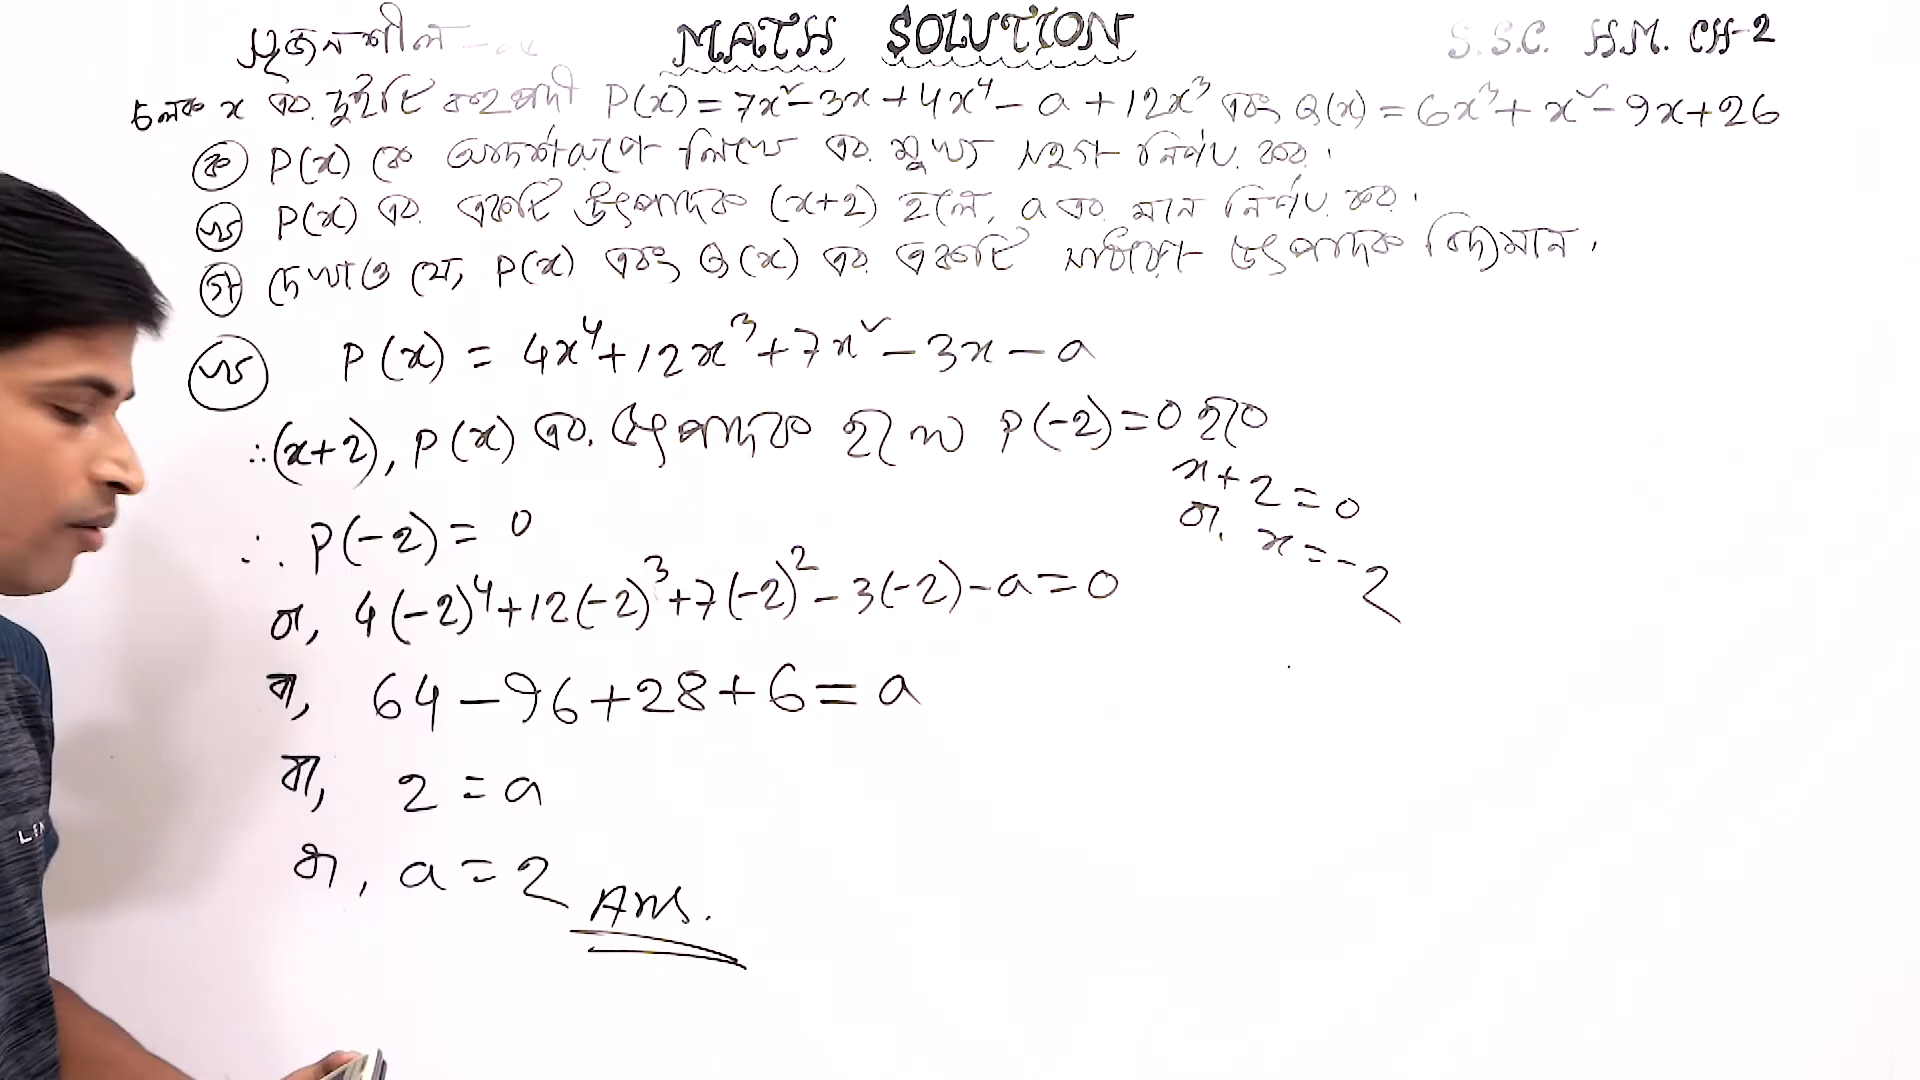 সৃজনশীল-
MATH SOLUTION
S.S.C. H.M. CH-2
চলক x এর দুইটি বহুপদী P(x) = 7x² - 3x + 4x⁴ - a + 12x³ এবং Q(x) = 6x³ + x² - 9x + 26
(ক) P(x) কে আদর্শরূপে লিখে এর মুখ্য সহগ নির্ণয় কর।
(খ) P(x) এর একটি উৎপাদক (x+2) হলে, a এর মান নির্ণয় কর।
(গ) দেখাও যে, P(x) এবং Q(x) এর একটি সাধারণ উৎপাদক বিদ্যমান।
(খ) P(x) = 4x⁴ + 12x³ + 7x² - 3x - a
∴ (x+2), P(x) এর উৎপাদক হলে P(-2) = 0 হবে
x + 2 = 0
বা, x = -2
∴ P(-2) = 0
বা, 4(-2)⁴ + 12(-2)³ + 7(-2)² - 3(-2) - a = 0
বা, 64 - 96 + 28 + 6 = a
বা, 2 = a
বা, a = 2 Ans.